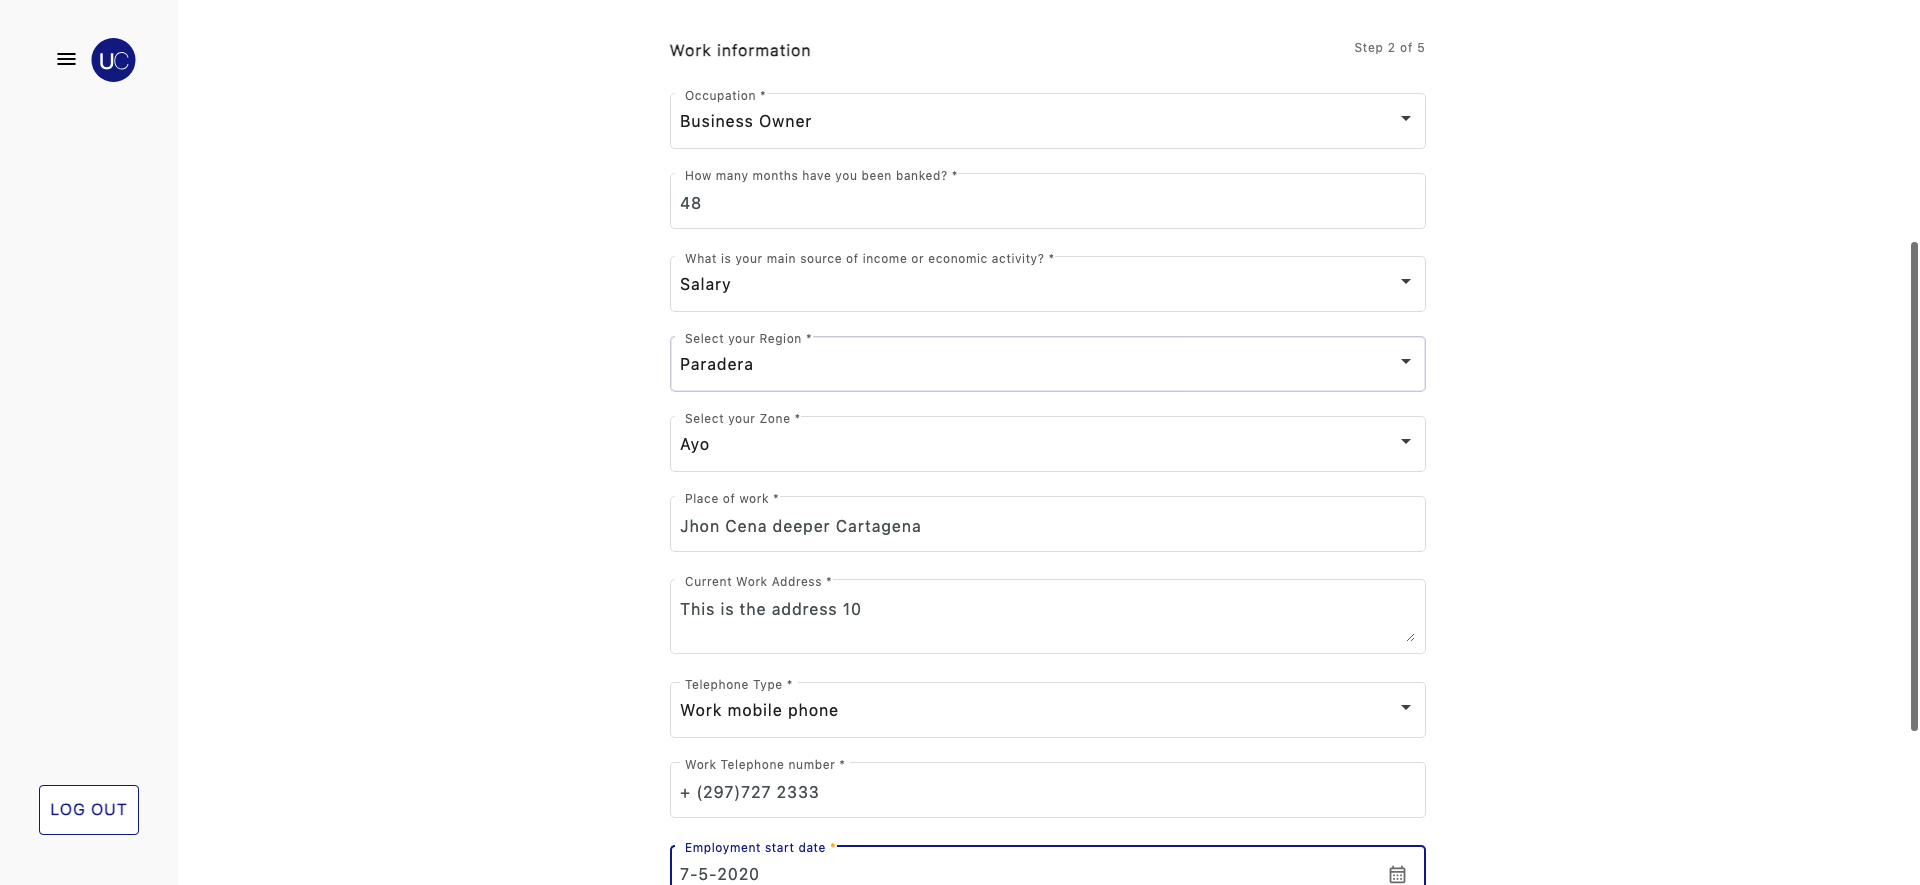 UC
Work information
Step 2 of 5
Occupation *
Business Owner
How many months have you been banked? *
48
What is your main source of income or economic activity? *
Salary
Select your Region *
Paradera
Select your Zone *
Ayo
Place of work *
Jhon Cena deeper Cartagena
Current Work Address *
This is the address 10
Telephone Type *
Work mobile phone
Work Telephone number *
+ (297)727 2333
Employment start date *
7-5-2020
LOG OUT